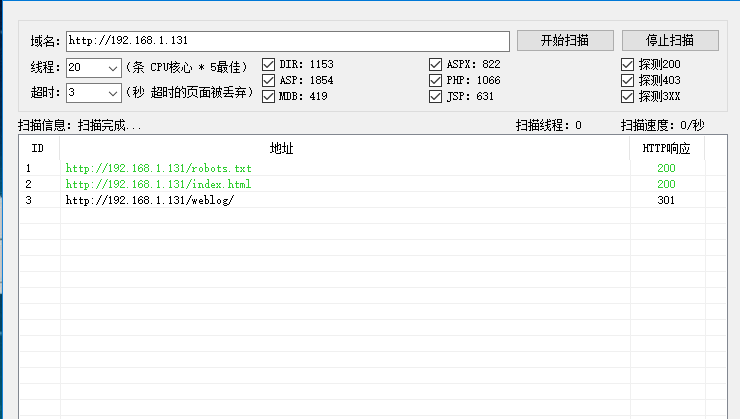 域名: http://192.168.1.131 开始扫描 停止扫描
线程: 20 (条 CPU核心 * 5最佳) DIR: 1153 ASPX: 822 探测200
ASP: 1854 PHP: 1066 探测403
超时: 3 (秒 超时的页面被丢弃) MDB: 419 JSP: 631 探测3XX
扫描信息: 扫描完成... 扫描线程: 0 扫描速度: 0/秒
ID 地址 HTTP响应
1 http://192.168.1.131/robots.txt 200
2 http://192.168.1.131/index.html 200
3 http://192.168.1.131/weblog/ 301